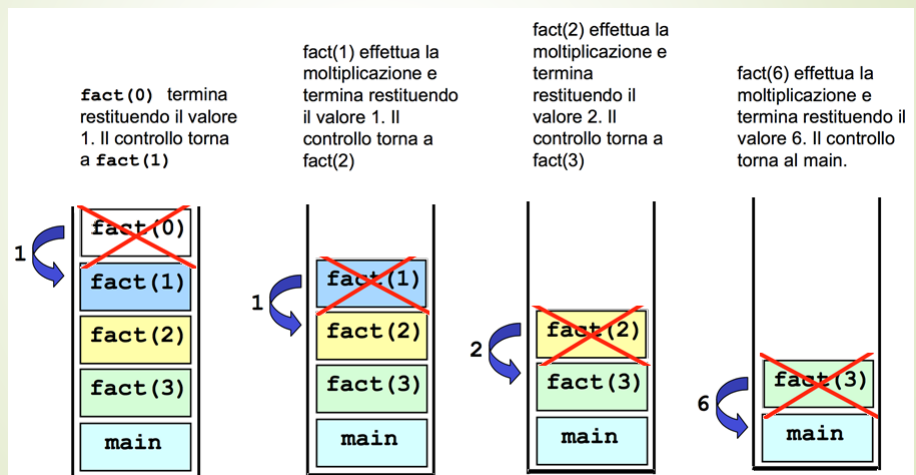 fact(0) termina
restituendo il valore
1. Il controllo torna
a fact(1)
fact(1) effettua la
moltiplicazione e
termina restituendo
il valore 1. Il
controllo torna a
fact(2)
fact(2) effettua la
moltiplicazione e
termina
restituendo il
valore 2. Il
controllo torna a
fact(3)
fact(6) effettua la
moltiplicazione e
termina restituendo il
valore 6. Il controllo
torna al main.
fact(0)
1
fact(1)
fact(2)
fact(3)
main
fact(1)
1
fact(2)
fact(3)
main
fact(2)
2
fact(3)
main
fact(3)
6
main